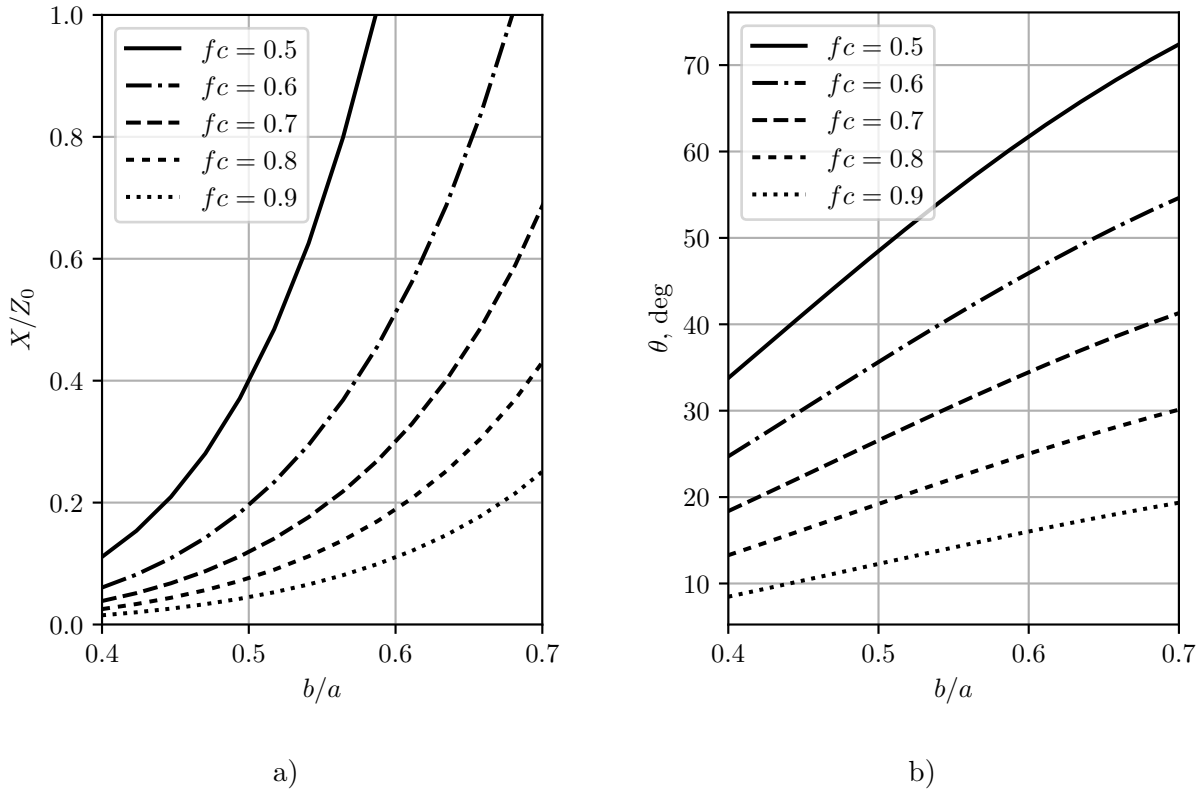 1.0
0.8
0.6
0.4
0.2
0.0
X/Z₀
fc = 0.5
fc = 0.6
fc = 0.7
fc = 0.8
fc = 0.9
0.4 0.5 0.6 0.7
b/a
a)
70
60
50
40
30
20
10
θ, deg
fc = 0.5
fc = 0.6
fc = 0.7
fc = 0.8
fc = 0.9
0.4 0.5 0.6 0.7
b/a
b)